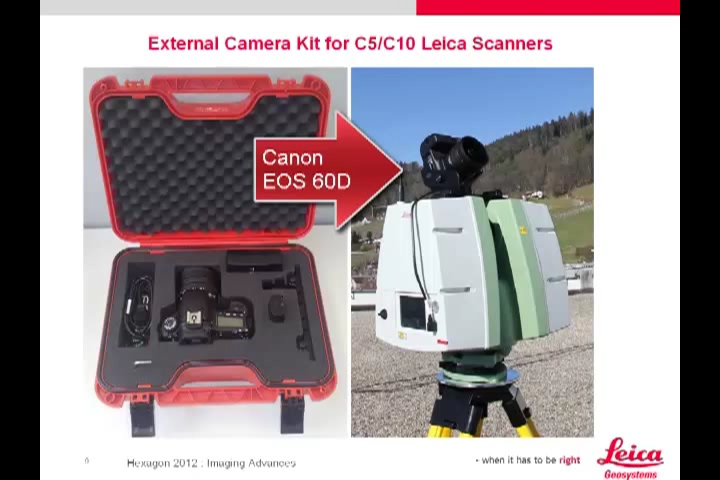 External Camera Kit for C5/C10 Leica Scanners
Canon
EOS 60D
6
Hexagon 2012 : Imaging Advances
- when it has to be right
Leica
Geosystems